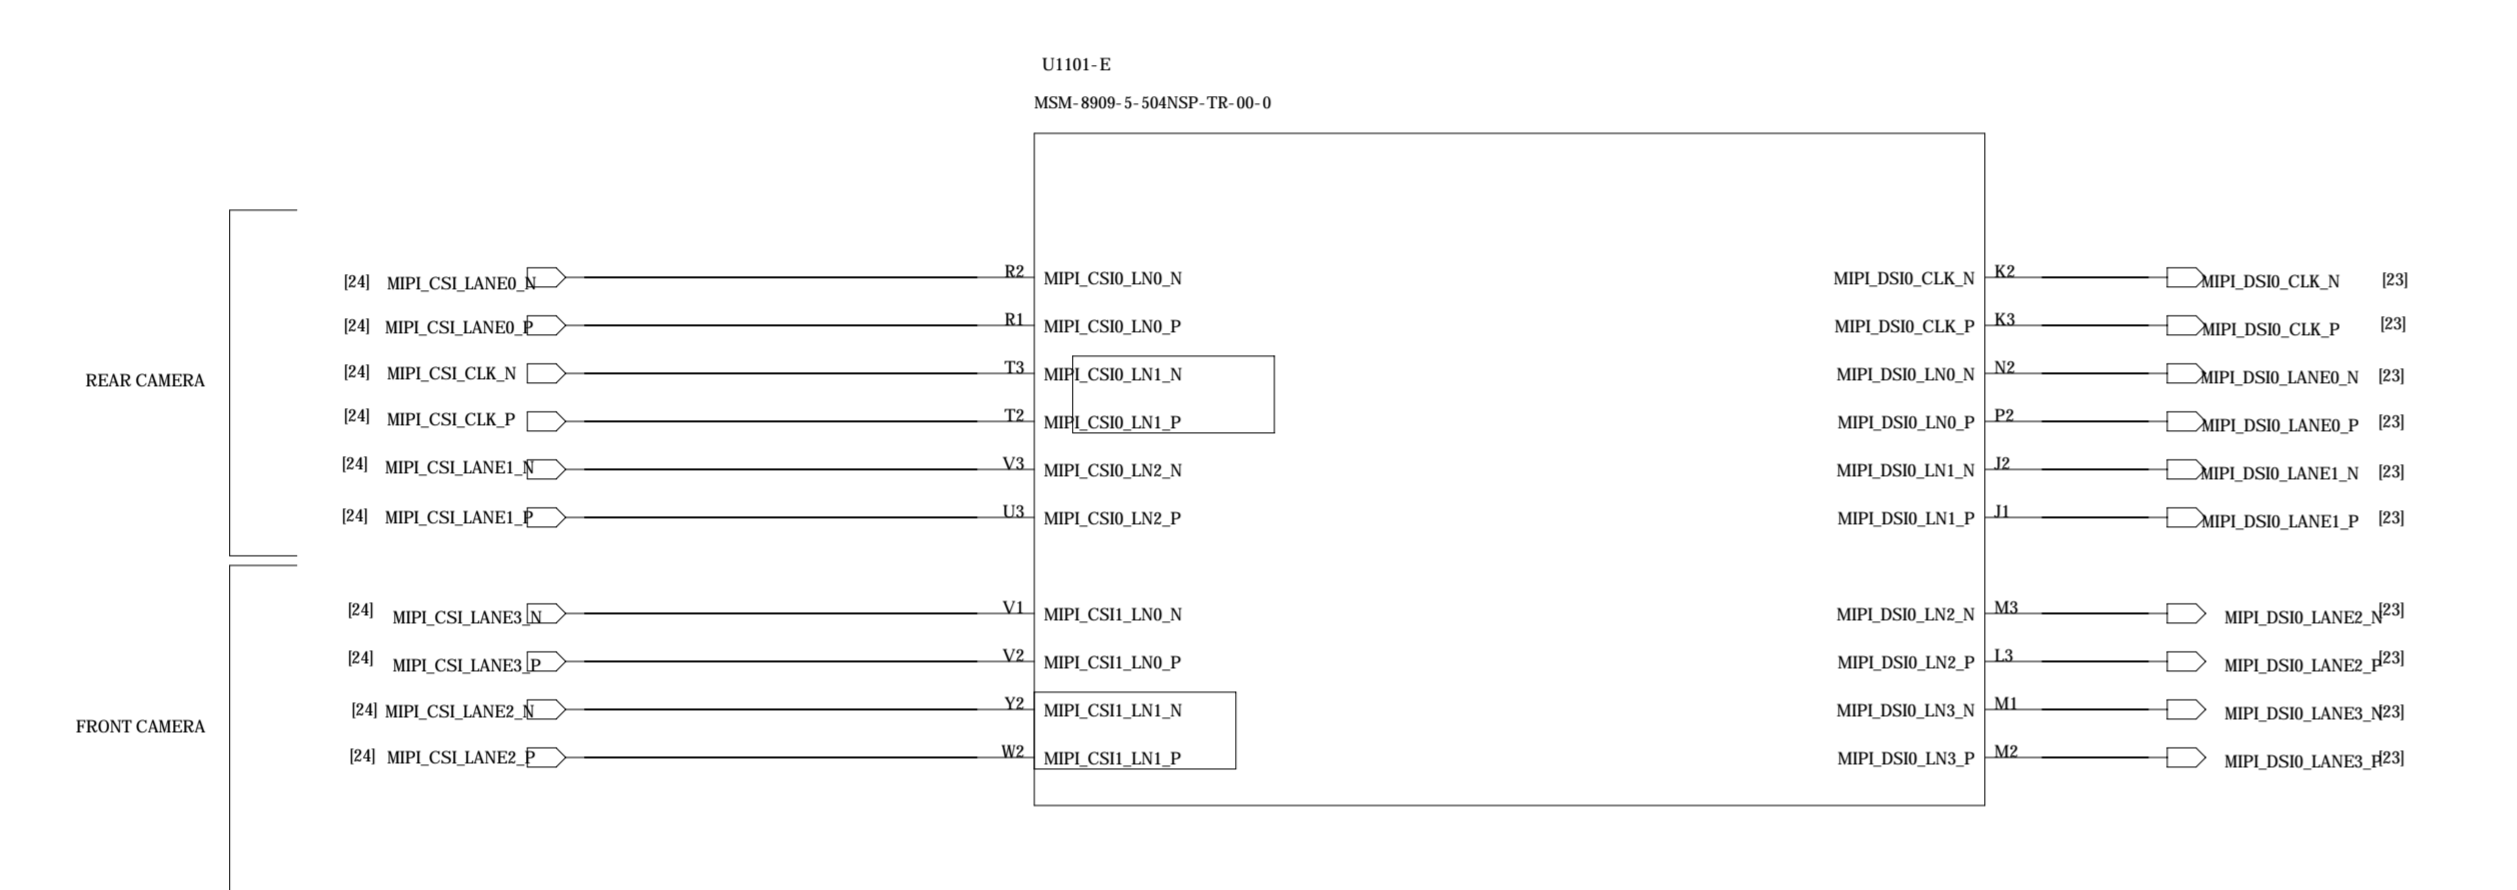 U1101-E
MSM-8909-5-504NSP-TR-00-0
[24] MIPI_CSI_LANE0_N R2 MIPI_CSI0_LN0_N MIPI_DSI0_CLK_N K2 MIPI_DSI0_CLK_N [23]
[24] MIPI_CSI_LANE0_P R1 MIPI_CSI0_LN0_P MIPI_DSI0_CLK_P K3 MIPI_DSI0_CLK_P [23]
[24] MIPI_CSI_CLK_N T3 MIPI_CSI0_LN1_N MIPI_DSI0_LN0_N N2 MIPI_DSI0_LANE0_N [23]
REAR CAMERA
[24] MIPI_CSI_CLK_P T2 MIPI_CSI0_LN1_P MIPI_DSI0_LN0_P P2 MIPI_DSI0_LANE0_P [23]
[24] MIPI_CSI_LANE1_N V3 MIPI_CSI0_LN2_N MIPI_DSI0_LN1_N J2 MIPI_DSI0_LANE1_N [23]
[24] MIPI_CSI_LANE1_P U3 MIPI_CSI0_LN2_P MIPI_DSI0_LN1_P J1 MIPI_DSI0_LANE1_P [23]
[24] MIPI_CSI_LANE3_N V1 MIPI_CSI1_LN0_N MIPI_DSI0_LN2_N M3 MIPI_DSI0_LANE2_N [23]
[24] MIPI_CSI_LANE3_P V2 MIPI_CSI1_LN0_P MIPI_DSI0_LN2_P L3 MIPI_DSI0_LANE2_P [23]
[24] MIPI_CSI_LANE2_N Y2 MIPI_CSI1_LN1_N MIPI_DSI0_LN3_N M1 MIPI_DSI0_LANE3_N [23]
FRONT CAMERA
[24] MIPI_CSI_LANE2_P W2 MIPI_CSI1_LN1_P MIPI_DSI0_LN3_P M2 MIPI_DSI0_LANE3_P [23]